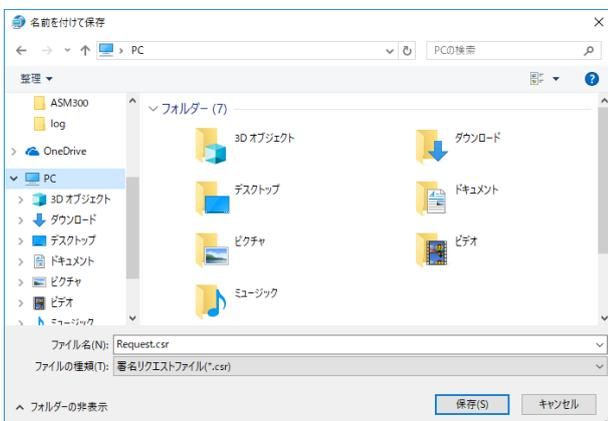 名前を付けて保存
PC
PCの検索
整理
ASM300
log
OneDrive
PC
3D オブジェクト
ダウンロード
デスクトップ
ドキュメント
ピクチャ
ビデオ
ミュージック
フォルダー (7)
3D オブジェクト
ダウンロード
デスクトップ
ドキュメント
ピクチャ
ビデオ
ミュージック
ファイル名(N): Request.csr
ファイルの種類(T): 署名リクエストファイル(*.csr)
フォルダーの非表示
保存(S)
キャンセル